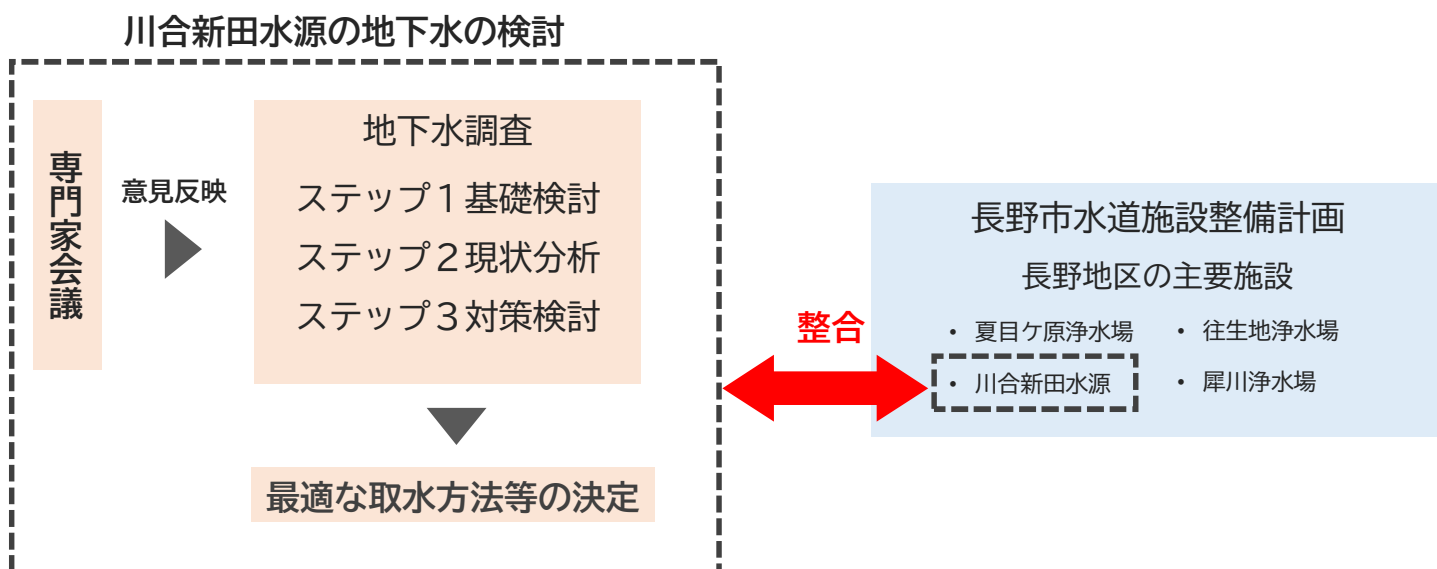 川合新田水源の地下水の検討
専門家会議
意見反映
地下水調査
ステップ１基礎検討
ステップ２現状分析
ステップ３対策検討
最適な取水方法等の決定
整合
長野市水道施設整備計画
長野地区の主要施設
・ 夏目ケ原浄水場 ・ 往生地浄水場
・ 川合新田水源 ・ 犀川浄水場